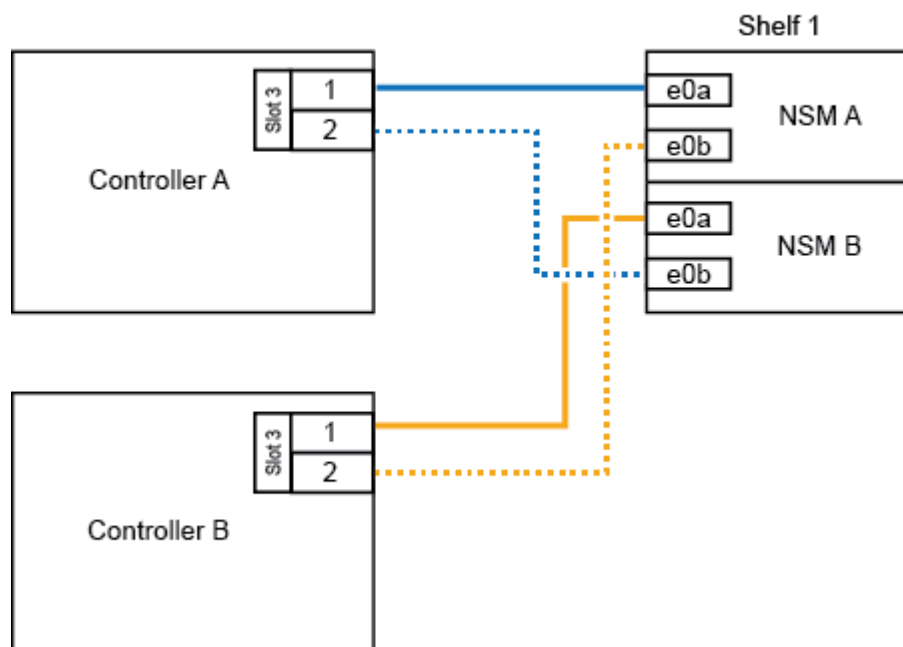 Shelf 1
Controller A
Slot 3
1
2
e0a
e0b
NSM A
e0a
e0b
NSM B
Controller B
Slot 3
1
2